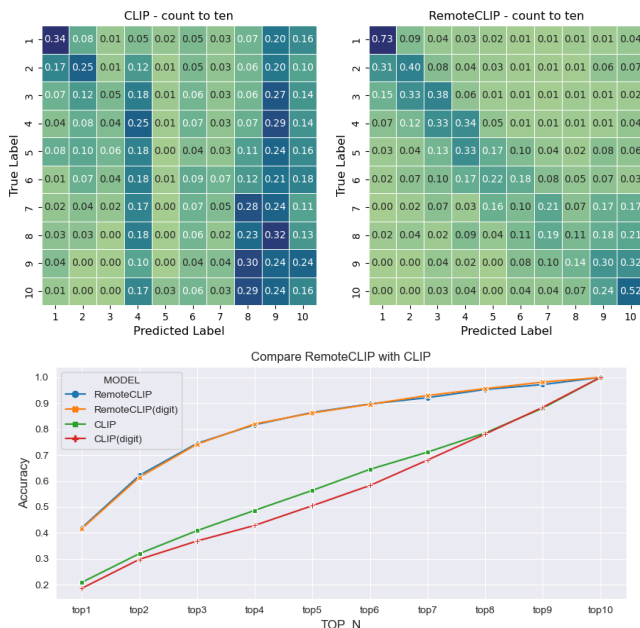 CLIP - count to ten
RemoteCLIP - count to ten
True Label
1 0.34 0.08 0.01 0.05 0.02 0.05 0.03 0.07 0.20 0.16
2 0.17 0.25 0.01 0.12 0.01 0.05 0.03 0.06 0.20 0.10
3 0.07 0.12 0.05 0.18 0.01 0.06 0.03 0.07 0.27 0.14
4 0.04 0.08 0.04 0.25 0.01 0.07 0.02 0.07 0.29 0.14
5 0.08 0.10 0.06 0.18 0.00 0.07 0.04 0.11 0.24 0.16
6 0.01 0.07 0.04 0.18 0.01 0.09 0.07 0.12 0.21 0.18
7 0.02 0.04 0.02 0.17 0.00 0.07 0.04 0.28 0.24 0.11
8 0.03 0.03 0.00 0.18 0.00 0.06 0.02 0.23 0.32 0.13
9 0.04 0.00 0.00 0.10 0.00 0.04 0.04 0.30 0.24 0.24
10 0.01 0.00 0.00 0.17 0.03 0.06 0.03 0.29 0.24 0.16
1 2 3 4 5 6 7 8 9 10
Predicted Label
True Label
1 0.73 0.09 0.04 0.03 0.02 0.01 0.01 0.01 0.01 0.04
2 0.31 0.40 0.08 0.04 0.03 0.01 0.01 0.00 0.06 0.07
3 0.15 0.33 0.38 0.06 0.01 0.01 0.01 0.01 0.01 0.02
4 0.07 0.12 0.33 0.34 0.05 0.01 0.02 0.01 0.01 0.04
5 0.03 0.04 0.13 0.33 0.17 0.10 0.04 0.02 0.08 0.06
6 0.02 0.07 0.10 0.17 0.22 0.18 0.08 0.05 0.07 0.03
7 0.00 0.02 0.07 0.03 0.16 0.10 0.21 0.07 0.17 0.17
8 0.04 0.02 0.02 0.09 0.04 0.11 0.19 0.11 0.18 0.21
9 0.00 0.02 0.02 0.00 0.08 0.10 0.04 0.14 0.30 0.32
10 0.00 0.00 0.03 0.04 0.04 0.01 0.04 0.07 0.24 0.52
1 2 3 4 5 6 7 8 9 10
Predicted Label
Compare RemoteCLIP with CLIP
MODEL
RemoteCLIP
RemoteCLIP(digit)
CLIP
CLIP(digit)
Accuracy
1.0
0.9
0.8
0.7
0.6
0.5
0.4
0.3
0.2
top1 top2 top3 top4 top5 top6 top7 top8 top9 top10
TOP_N